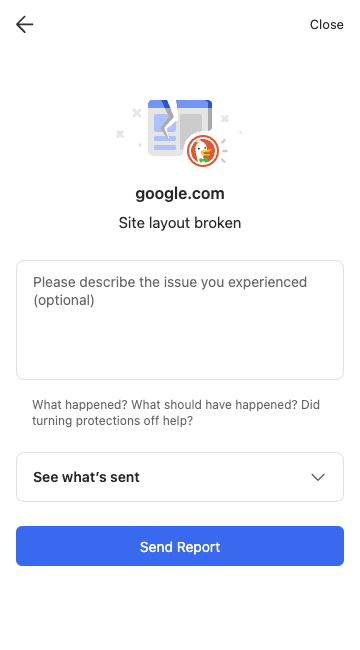 Close
google.com
Site layout broken
Please describe the issue you experienced
(optional)
What happened? What should have happened? Did
turning protections off help?
See what’s sent
Send Report